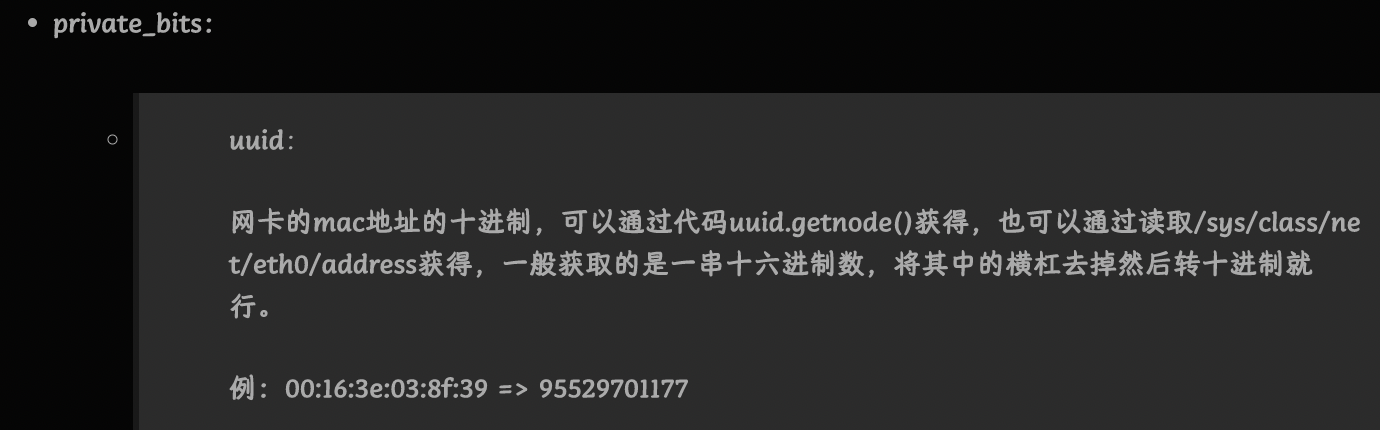 private_bits：
uuid：
网卡的mac地址的十进制，可以通过代码uuid.getnode()获得，也可以通过读取/sys/class/ne
t/eth0/address获得，一般获取的是一串十六进制数，将其中的横杠去掉然后转十进制就
行。
例：00:16:3e:03:8f:39 => 95529701177